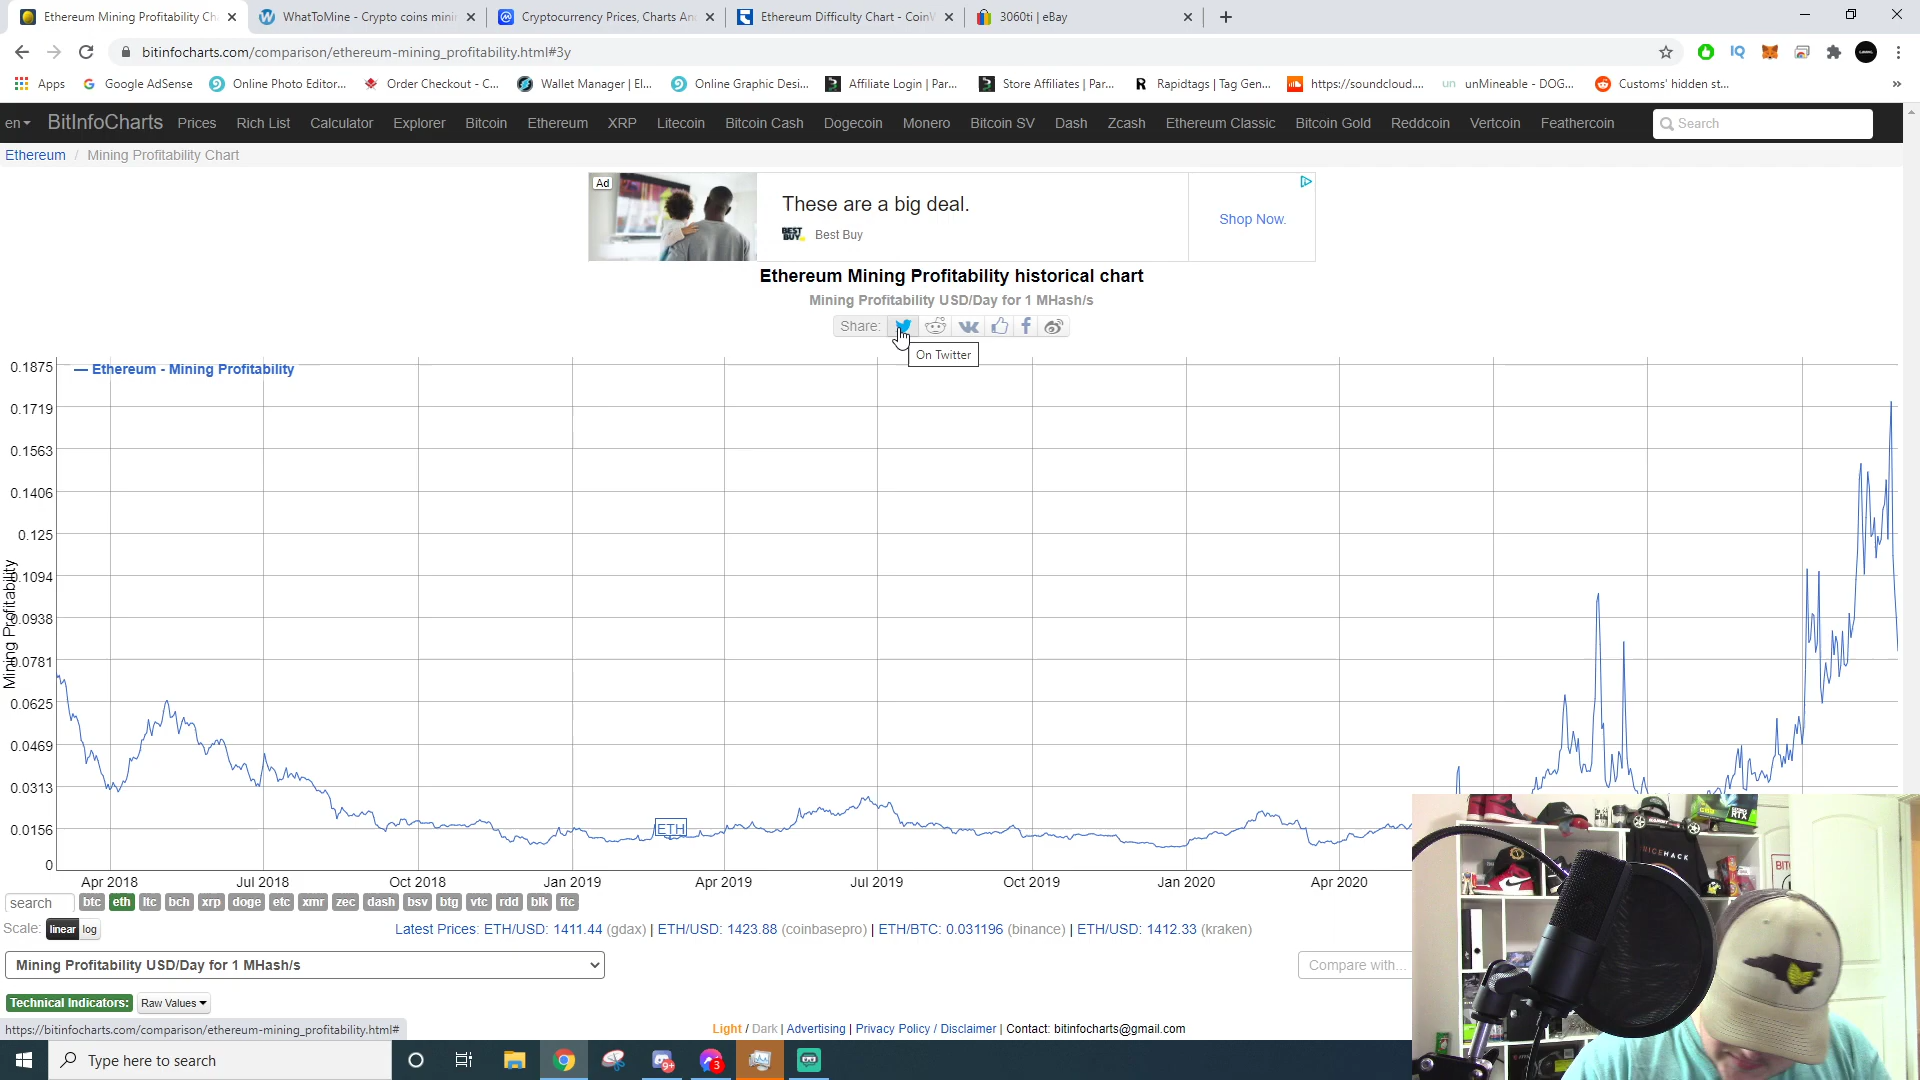 Ethereum Mining Profitability Ch
WhatToMine - Crypto coins minin
Cryptocurrency Prices, Charts An
Ethereum Difficulty Chart - CoinW
3060ti | eBay
bitinfocharts.com/comparison/ethereum-mining_profitability.html#3y
Apps
Google AdSense
Online Photo Editor...
Order Checkout - C...
Wallet Manager | El...
Online Graphic Desi...
Affiliate Login | Par...
Store Affiliates | Par...
Rapidtags | Tag Gen...
https://soundcloud....
unMineable - DOG...
Customs' hidden st...
en
BitInfoCharts
Prices
Rich List
Calculator
Explorer
Bitcoin
Ethereum
XRP
Litecoin
Bitcoin Cash
Dogecoin
Monero
Bitcoin SV
Dash
Zcash
Ethereum Classic
Bitcoin Gold
Reddcoin
Vertcoin
Feathercoin
Search
Ethereum / Mining Profitability Chart
Ad
These are a big deal.
BEST BUY
Best Buy
Shop Now.
Ethereum Mining Profitability historical chart
Mining Profitability USD/Day for 1 MHash/s
Share:
On Twitter
Ethereum - Mining Profitability
Mining Profitability
0.1875
0.1719
0.1563
0.1406
0.125
0.1094
0.0938
0.0781
0.0625
0.0469
0.0313
0.0156
0
ETH
Apr 2018
Jul 2018
Oct 2018
Jan 2019
Apr 2019
Jul 2019
Oct 2019
Jan 2020
Apr 2020
search
btc
eth
ltc
bch
xrp
doge
etc
xmr
zec
dash
bsv
btg
vtc
rdd
blk
ftc
Scale: linear log
Latest Prices: ETH/USD: 1411.44 (gdax) | ETH/USD: 1423.88 (coinbasepro) | ETH/BTC: 0.031196 (binance) | ETH/USD: 1412.33 (kraken)
Mining Profitability USD/Day for 1 MHash/s
Compare with...
Technical Indicators: Raw Values
https://bitinfocharts.com/comparison/ethereum-mining_profitability.html#
Light / Dark | Advertising | Privacy Policy / Disclaimer | Contact: bitinfocharts@gmail.com
Type here to search
9+
3
RTX